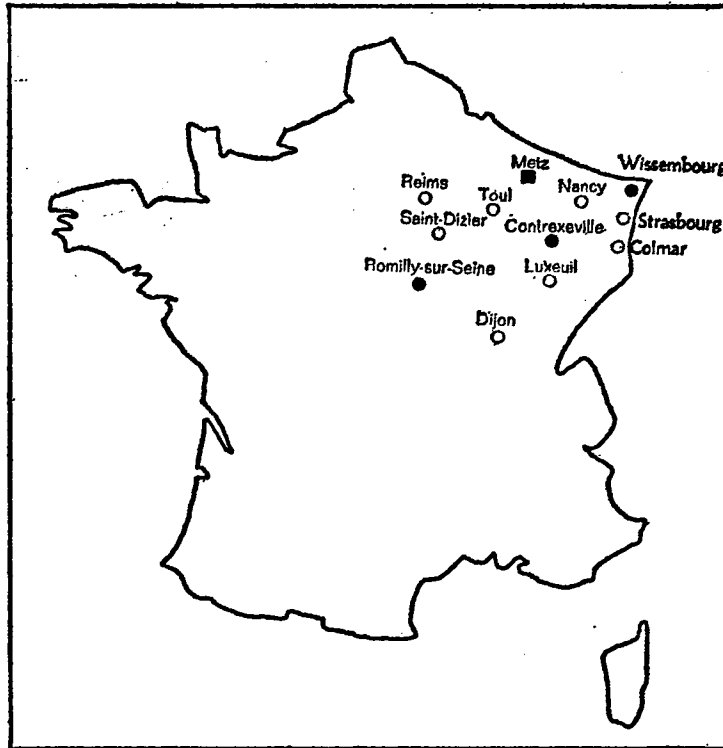 Metz
Wissembourg
Reims
Toul
Nancy
Saint-Dizier
Contrexeville
Strasbourg
Colmar
Romilly-sur-Seine
Luxeuil
Dijon